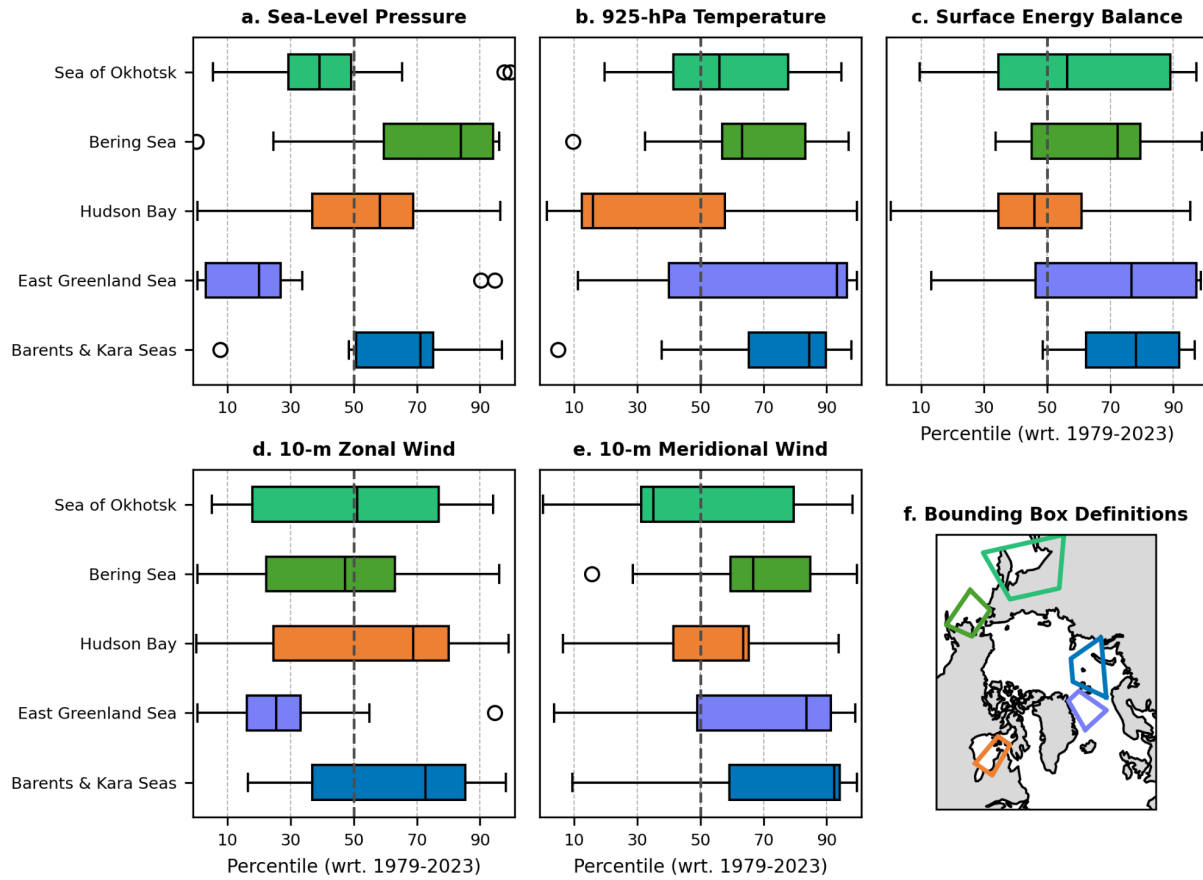 a. Sea-Level Pressure
b. 925-hPa Temperature
c. Surface Energy Balance
Sea of Okhotsk
Bering Sea
Hudson Bay
East Greenland Sea
Barents & Kara Seas
10 30 50 70 90
10 30 50 70 90
10 30 50 70 90
Percentile (wrt. 1979-2023)
d. 10-m Zonal Wind
e. 10-m Meridional Wind
Sea of Okhotsk
Bering Sea
Hudson Bay
East Greenland Sea
Barents & Kara Seas
10 30 50 70 90
10 30 50 70 90
Percentile (wrt. 1979-2023)
Percentile (wrt. 1979-2023)
f. Bounding Box Definitions